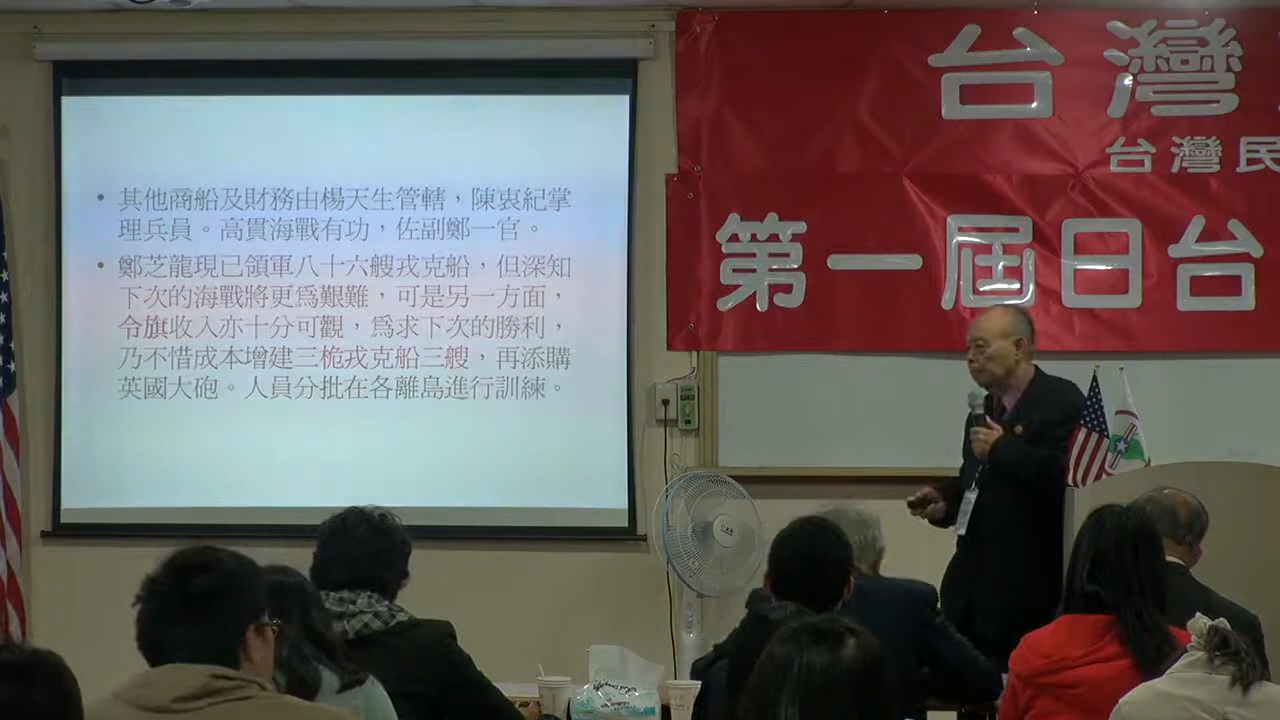 • 其他商船及財務由楊天生管轄，陳衷紀掌
理兵員。高貫海戰有功，佐副鄭一官。
• 鄭芝龍現已領軍八十六艘戎克船，但深知
下次的海戰將更爲艱難，可是另一方面，
令旗收入亦十分可觀，爲求下次的勝利，
乃不惜成本增建三桅戎克船三艘，再添購
英國大砲。人員分批在各離島進行訓練。
台灣
台灣民
第一屆日台